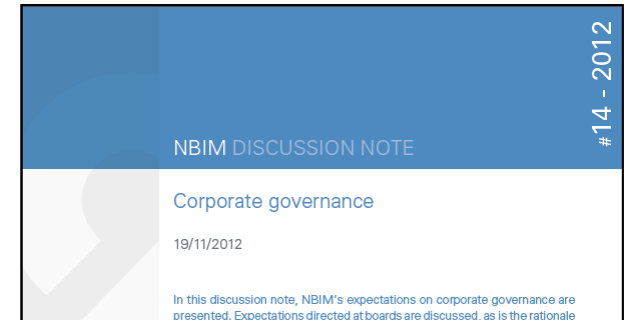 #14 - 2012
NBIM DISCUSSION NOTE
Corporate governance
19/11/2012
In this discussion note, NBIM's expectations on corporate governance are
presented. Expectations directed at boards are discussed, as is the rationale